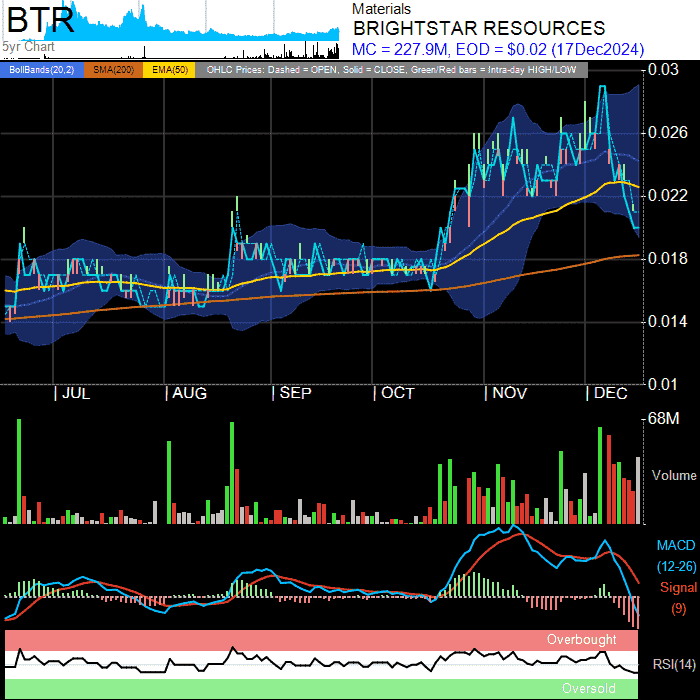 BTR
Materials
BRIGHTSTAR RESOURCES
MC = 227.9M, EOD = $0.02 (17Dec2024)
5yr Chart
BollBands(20,2) SMA(200) EMA(50) OHLC Prices: Dashed = OPEN, Solid = CLOSE, Green/Red bars = Intra-day HIGH/LOW
0.03
0.026
0.022
0.018
0.014
0.01
JUL AUG SEP OCT NOV DEC
68M
Volume
MACD
(12-26)
Signal
(9)
Overbought
RSI(14)
Oversold